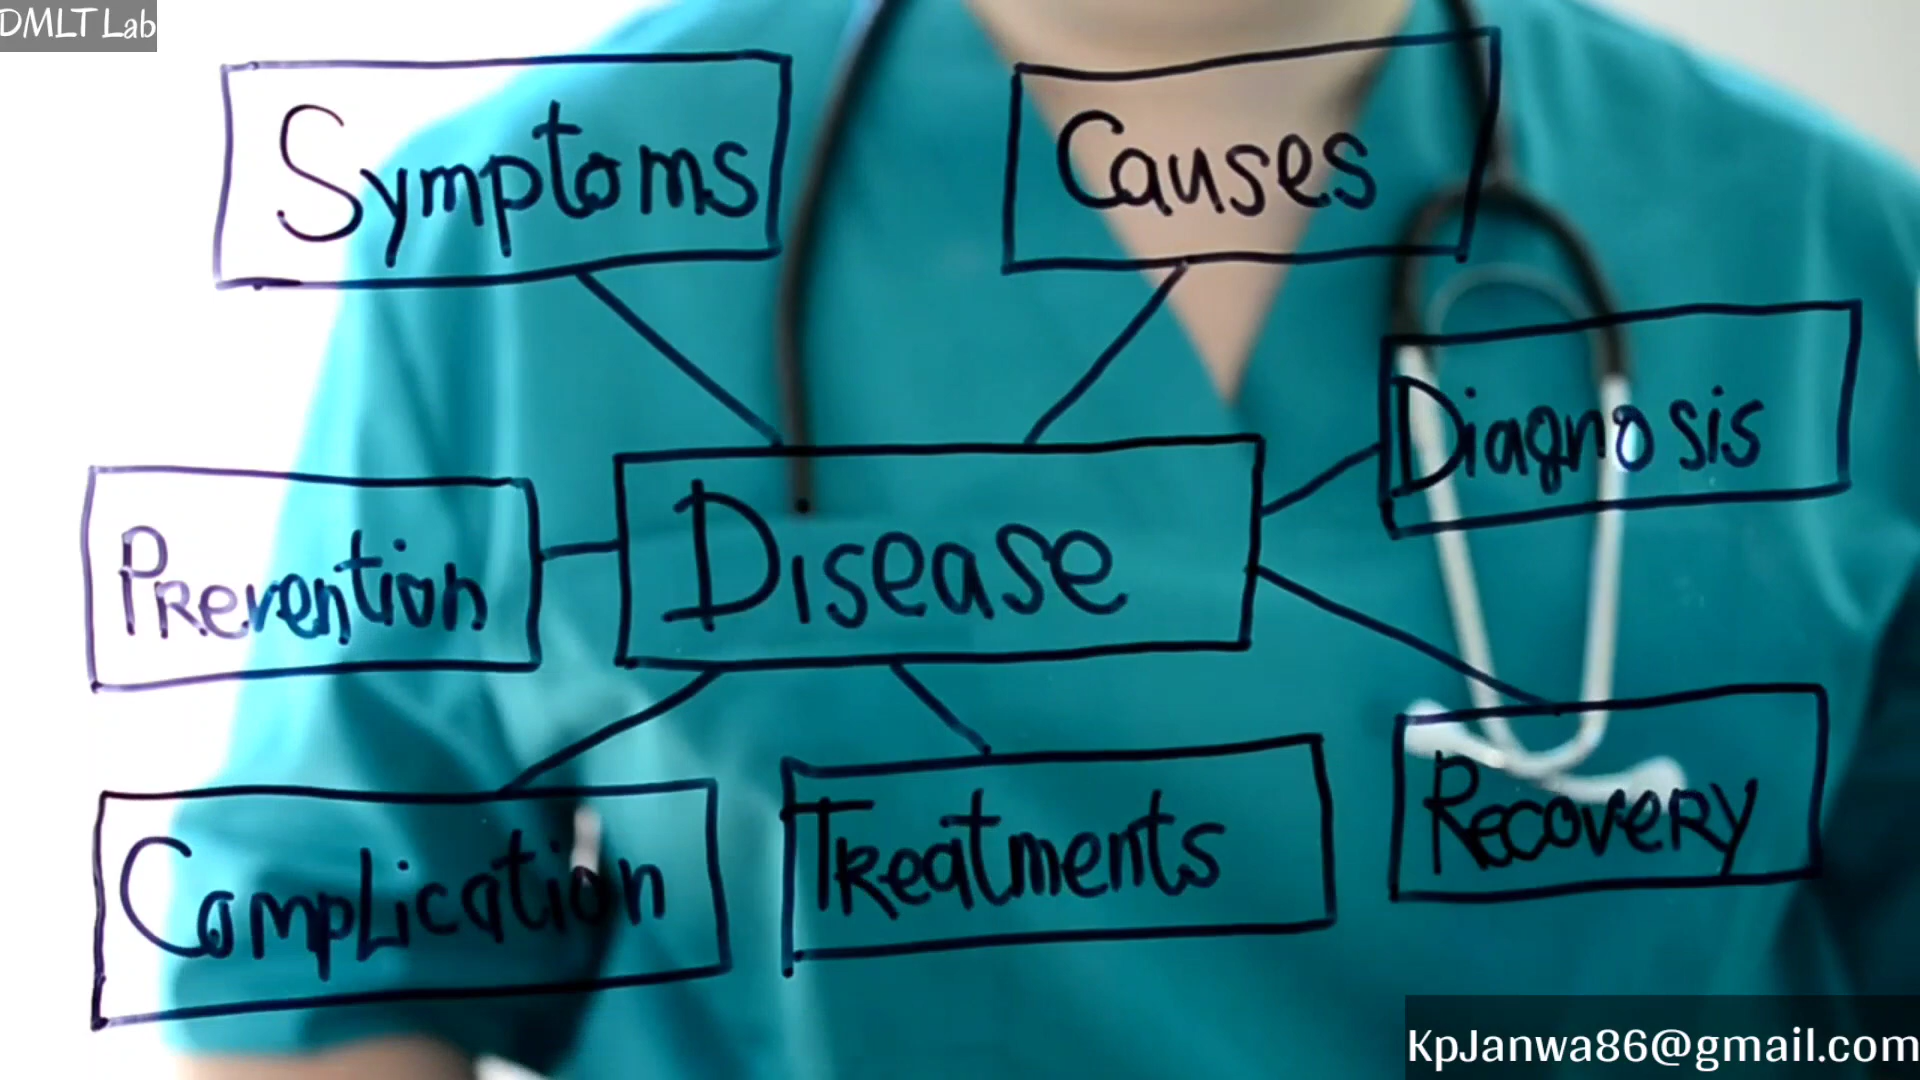 DMLT Lab
Symptoms
Causes
Diagnosis
Prevention
Disease
Complication
Treatments
Recovery
KpJanwa86@gmail.com